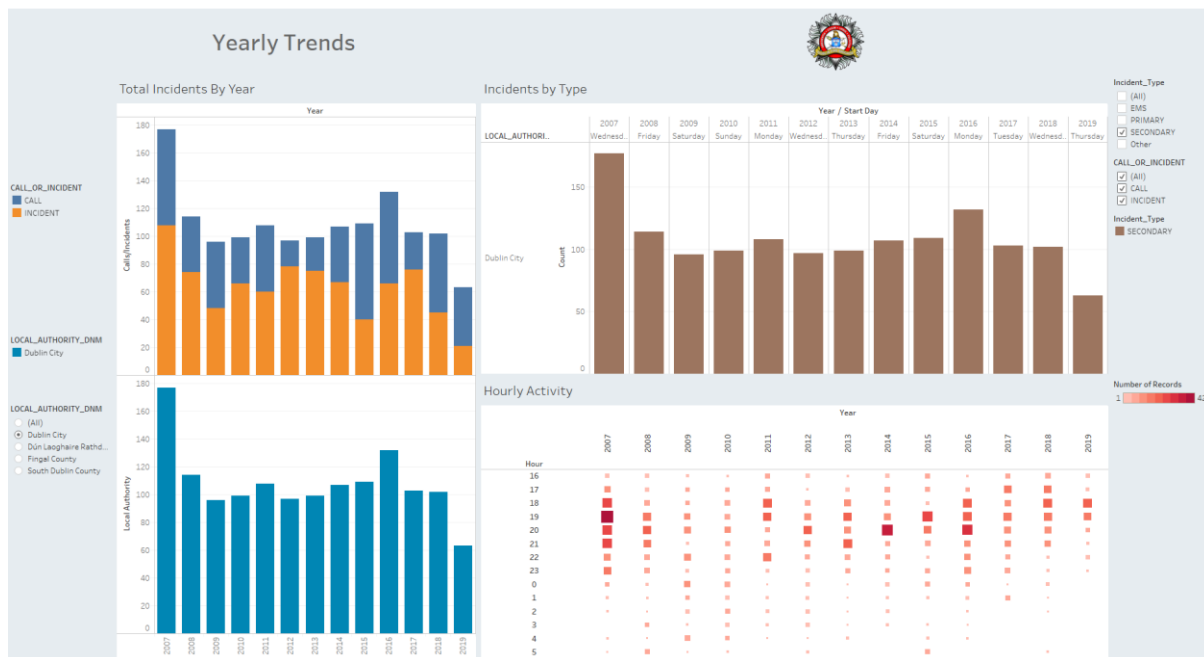 Yearly Trends
Total Incidents By Year
Year
180
160
140
120
100
80
60
40
20
0
Calls/Incidents
180
160
140
120
100
80
60
40
20
0
Local Authority
2007 2008 2009 2010 2011 2012 2013 2014 2015 2016 2017 2018 2019
CALL_OR_INCIDENT
CALL
INCIDENT
LOCAL_AUTHORITY_DNM
Dublin City
LOCAL_AUTHORITY_DNM
(All)
Dublin City
Dún Laoghaire Rathd...
Fingal County
South Dublin County
Incidents by Type
Year / Start Day
2007 2008 2009 2010 2011 2012 2013 2014 2015 2016 2017 2018 2019
LOCAL_AUTHORI.. Wednesd.. Friday Saturday Sunday Monday Wednesd.. Thursday Friday Saturday Monday Tuesday Wednesd.. Thursday
150
100
50
0
Count
Dublin City
Hourly Activity
Year
2007 2008 2009 2010 2011 2012 2013 2014 2015 2016 2017 2018 2019
Hour
16
17
18
19
20
21
22
23
0
1
2
3
4
5
Incident_Type
(All)
EMS
PRIMARY
SECONDARY
Other
CALL_OR_INCIDENT
(All)
CALL
INCIDENT
Incident_Type
SECONDARY
Number of Records
1